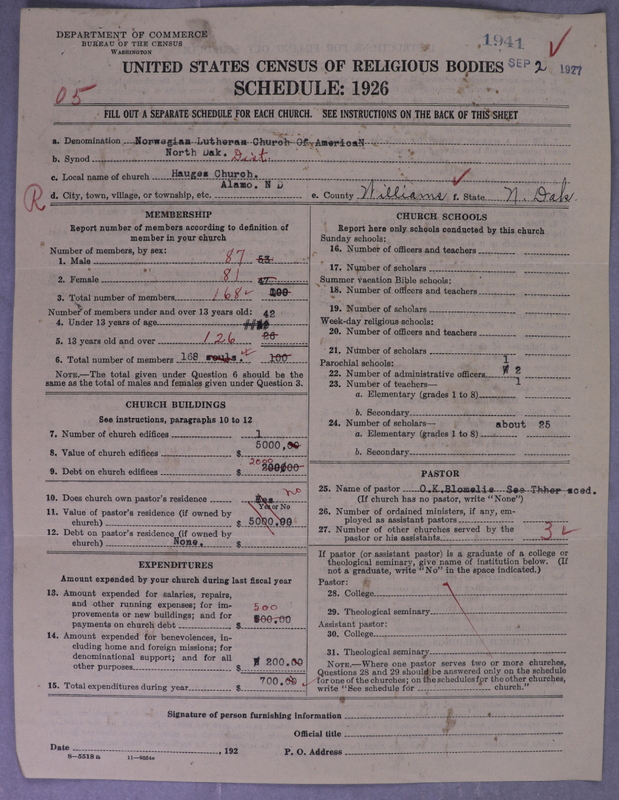 DEPARTMENT OF COMMERCE
BUREAU OF THE CENSUS
WASHINGTON
1941
SEP 2 1927
UNITED STATES CENSUS OF RELIGIOUS BODIES
SCHEDULE: 1926
05
FILL OUT A SEPARATE SCHEDULE FOR EACH CHURCH. SEE INSTRUCTIONS ON THE BACK OF THIS SHEET
a. Denomination Norwegian Lutheran Church Of AmericaN
b. Synod North Dak. Dist.
c. Local name of church Hauges Church.
R
d. City, town, village, or township, etc. Alamo. N D e. County Williams f. State N. Dak.
MEMBERSHIP
Report number of members according to definition of member in your church
Number of members, by sex:
1. Male 87 53
2. Female 81 47
3. Total number of members 168 100
Number of members under and over 13 years old:
4. Under 13 years of age 42
5. 13 years old and over 126 26
6. Total number of members 168 souls. 100
NOTE.—The total given under Question 6 should be same as the total of males and females given under Question 3.
CHURCH BUILDINGS
See instructions, paragraphs 10 to 12
7. Number of church edifices 1
8. Value of church edifices $ 5000,00
9. Debt on church edifices $ 2000 200,00
10. Does church own pastor's residence Yes no
Yes or No
11. Value of pastor's residence (if owned by church) $ 5000.00
12. Debt on pastor's residence (if owned by church) None. $
EXPENDITURES
Amount expended by your church during last fiscal year
13. Amount expended for salaries, repairs, and other running expenses; for improvements or new buildings; and for payments on church debt $ 500 500,00
14. Amount expended for benevolences, including home and foreign missions; for denominational support; and for all other purposes $ 200.00
15. Total expenditures during year $ 700.00
CHURCH SCHOOLS
Report here only schools conducted by this church
Sunday schools:
16. Number of officers and teachers
17. Number of scholars
Summer vacation Bible schools:
18. Number of officers and teachers
19. Number of scholars
Week-day religious schools:
20. Number of officers and teachers
21. Number of scholars
Parochial schools: 1
22. Number of administrative officers 2
23. Number of teachers— 1
a. Elementary (grades 1 to 8)
b. Secondary
24. Number of scholars— about 25
a. Elementary (grades 1 to 8)
b. Secondary
PASTOR
25. Name of pastor O.K.Blomelie See
(If church has no pastor, write "None")
26. Number of ordained ministers, if any, employed as assistant pastors
27. Number of other churches served by the pastor or his assistants 3
If pastor (or assistant pastor) is a graduate of a college or theological seminary, give name of institution below. (If not a graduate, write "No" in the space indicated.)
Pastor:
28. College
29. Theological seminary
Assistant pastor:
30. College
31. Theological seminary
NOTE.—Where one pastor serves two or more churches, Questions 28 and 29 should be answered only on the schedule for one of the churches; on the schedules for the other churches, write "See schedule for church."
Signature of person furnishing information
Official title
Date , 192 P. O. Address
8—5518 a 11—9354 a